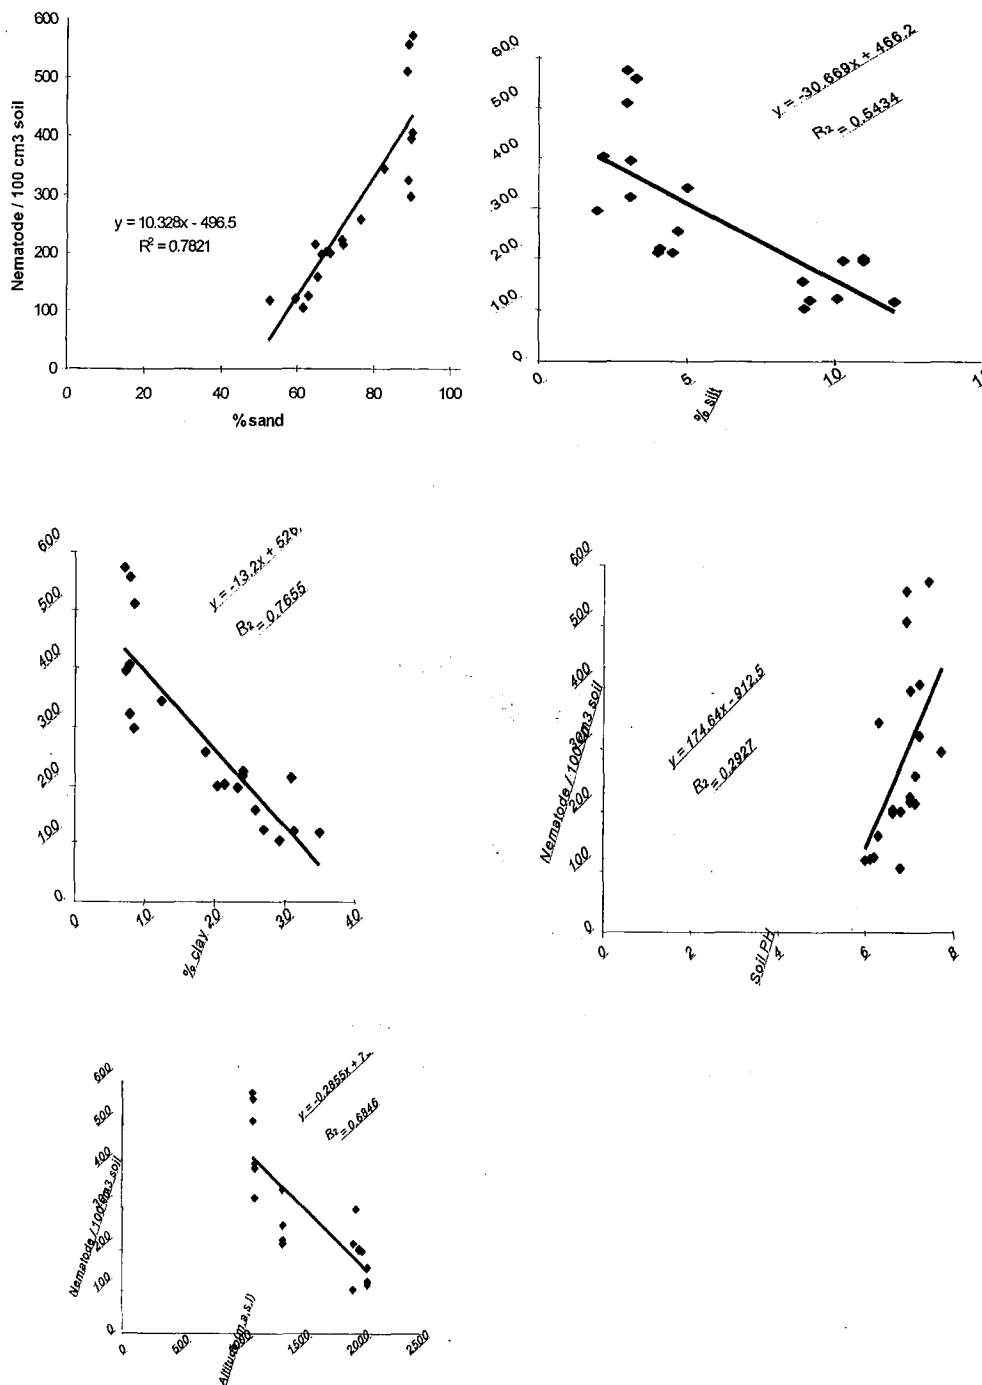 600
500
400
300
200
100
0
Nematode / 100 cm3 soil
y = 10.328x - 496.5
R² = 0.7821
0 20 40 60 80 100
% sand
600
500
400
300
200
100
0
y = -30.669x + 466.2
R2 = 0.5434
0 5 10
% silt
600
500
400
300
200
100
0
y = -13.2x + 526.
R2 = 0.7655
0 10 20 30 40
% clay
600
500
400
300
200
100
0
Nematode / 100 cm3 soil
y = 174.64x - 912.5
R2 = 0.2927
0 2 4 6 8
Soil PH
600
500
400
300
200
100
0
Nematode / 100 cm3 soil
y = -0.2855x + 7
R2 = 0.6846
0 500 1000 1500 2000 2500
Altitude (m.a.s.l)